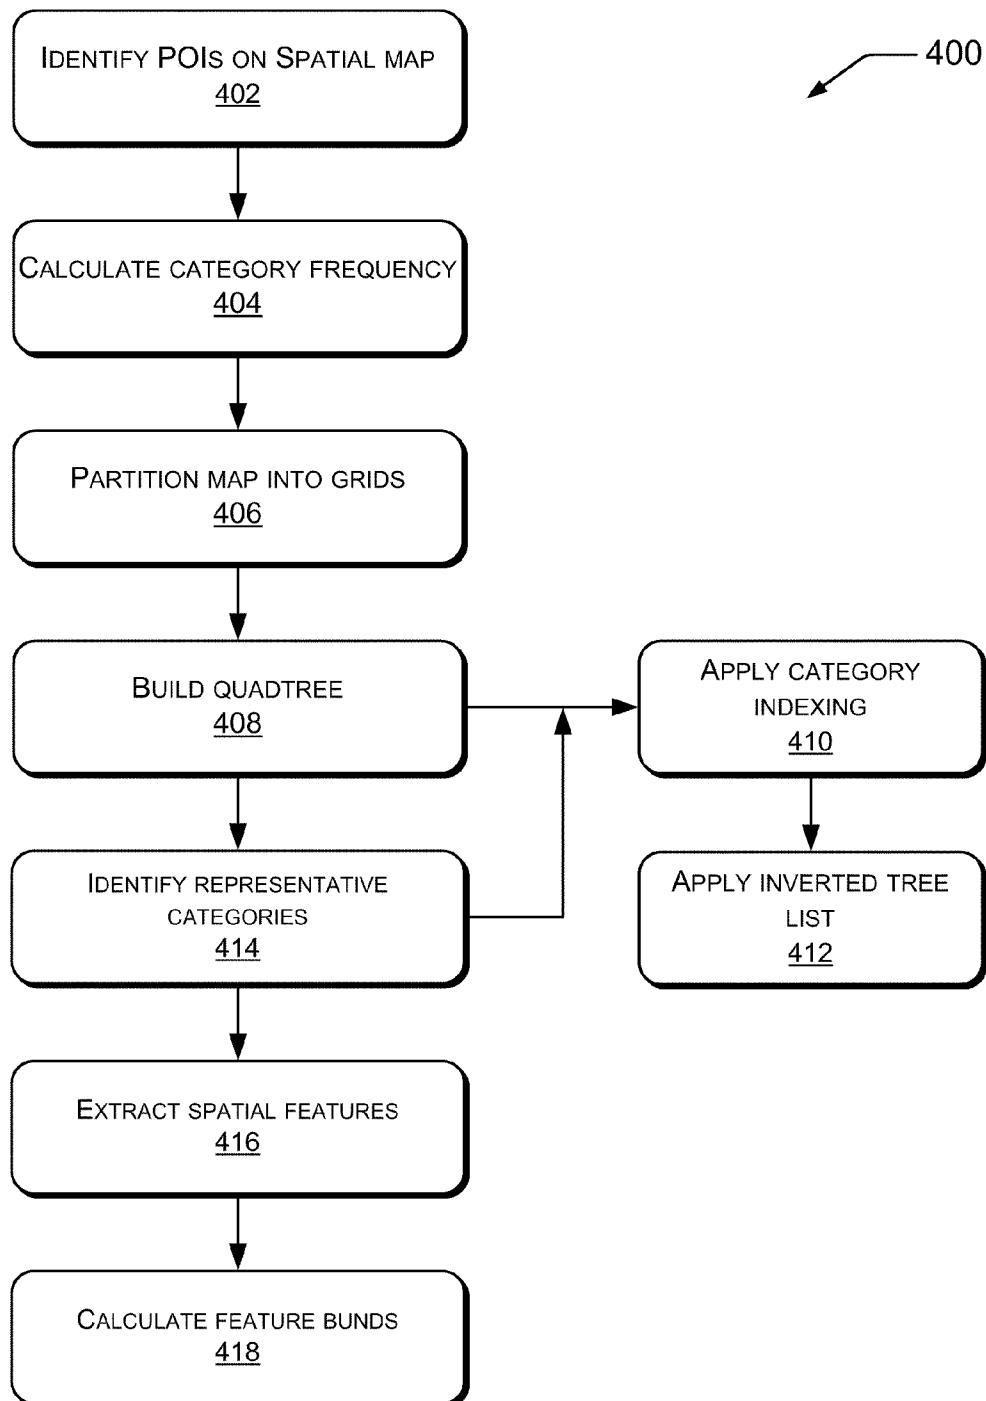 IDENTIFY POIS ON SPATIAL MAP
402
400
CALCULATE CATEGORY FREQUENCY
404
PARTITION MAP INTO GRIDS
406
BUILD QUADTREE
408
APPLY CATEGORY
INDEXING
410
IDENTIFY REPRESENTATIVE
CATEGORIES
414
APPLY INVERTED TREE
LIST
412
EXTRACT SPATIAL FEATURES
416
CALCULATE FEATURE BUNDS
418